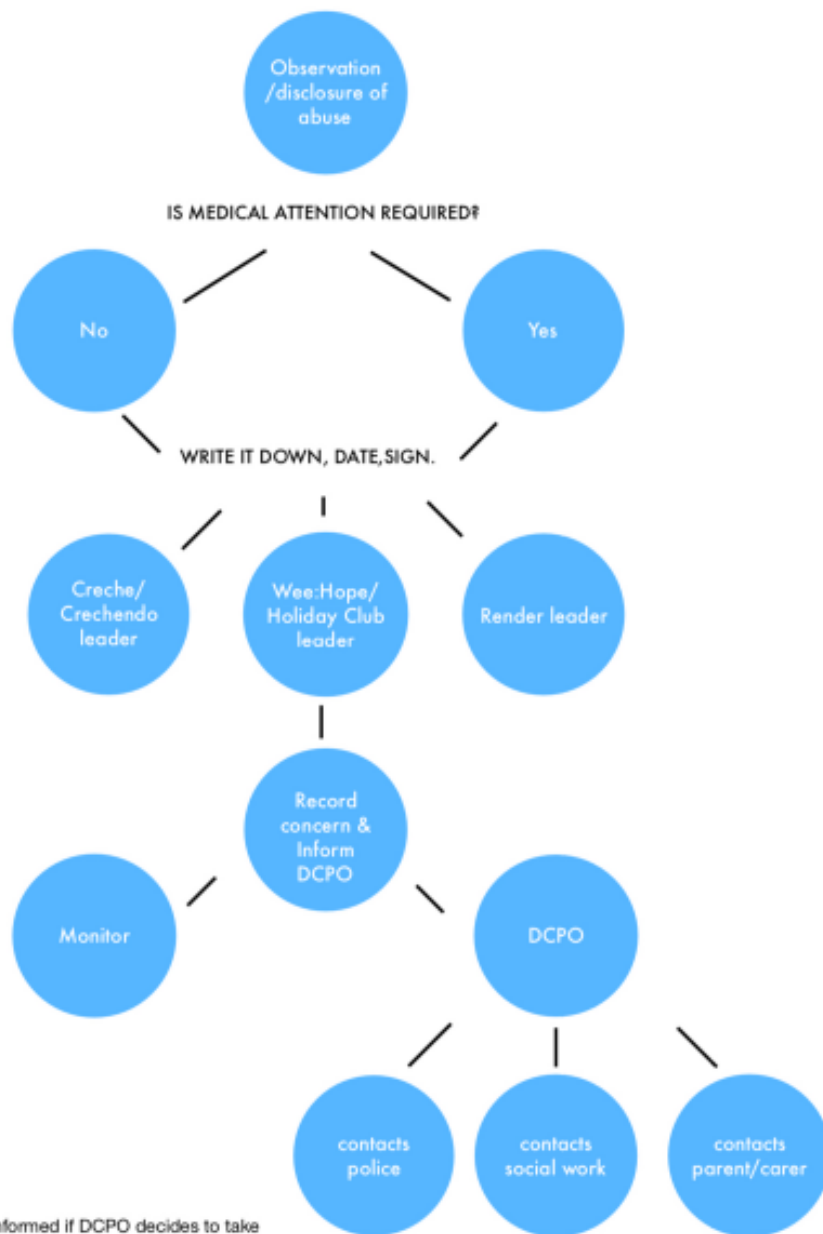 Observation
/disclosure of
abuse
IS MEDICAL ATTENTION REQUIRED?
No
Yes
WRITE IT DOWN, DATE,SIGN.
Creche/
Crechendo
leader
Wee:Hope/
Holiday Club
leader
Render leader
Record
concern &
Inform
DCPO
Monitor
DCPO
contacts
police
contacts
social work
contacts
parent/carer
if DCPO decides to take